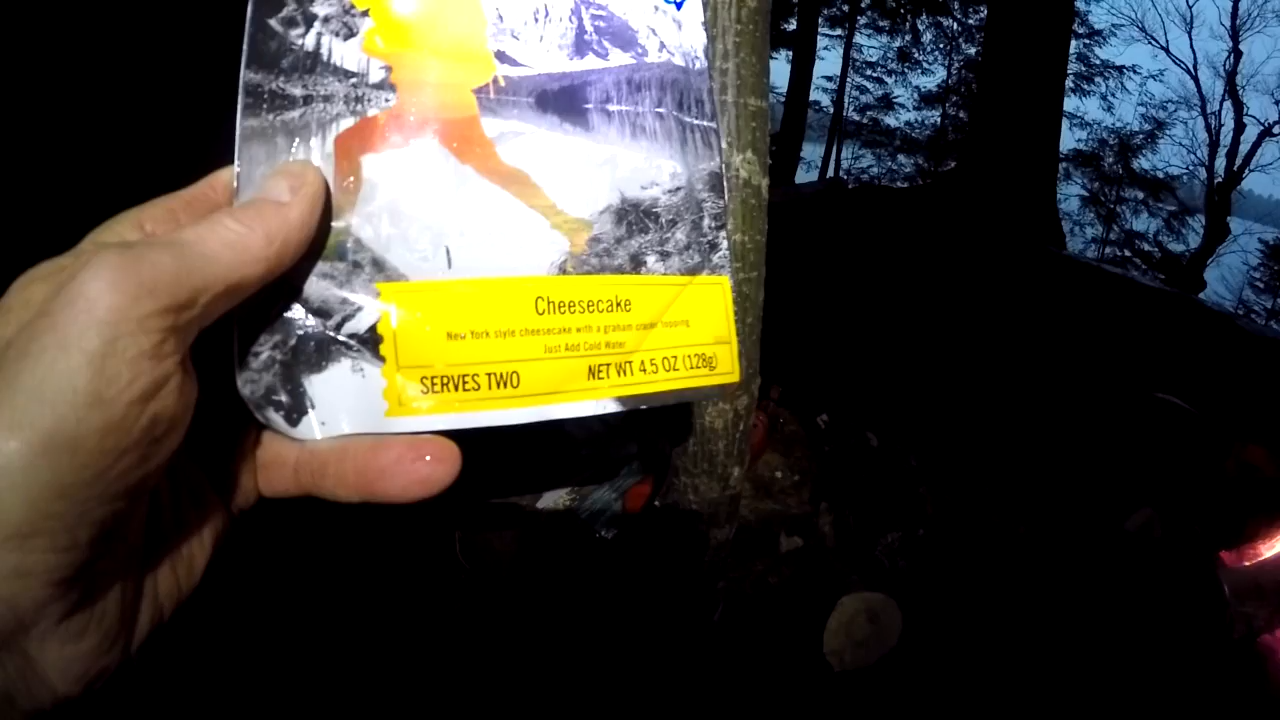 Cheesecake
New York style cheesecake with a graham cracker topping
Just Add Cold Water
SERVES TWO
NET WT 4.5 OZ (128g)